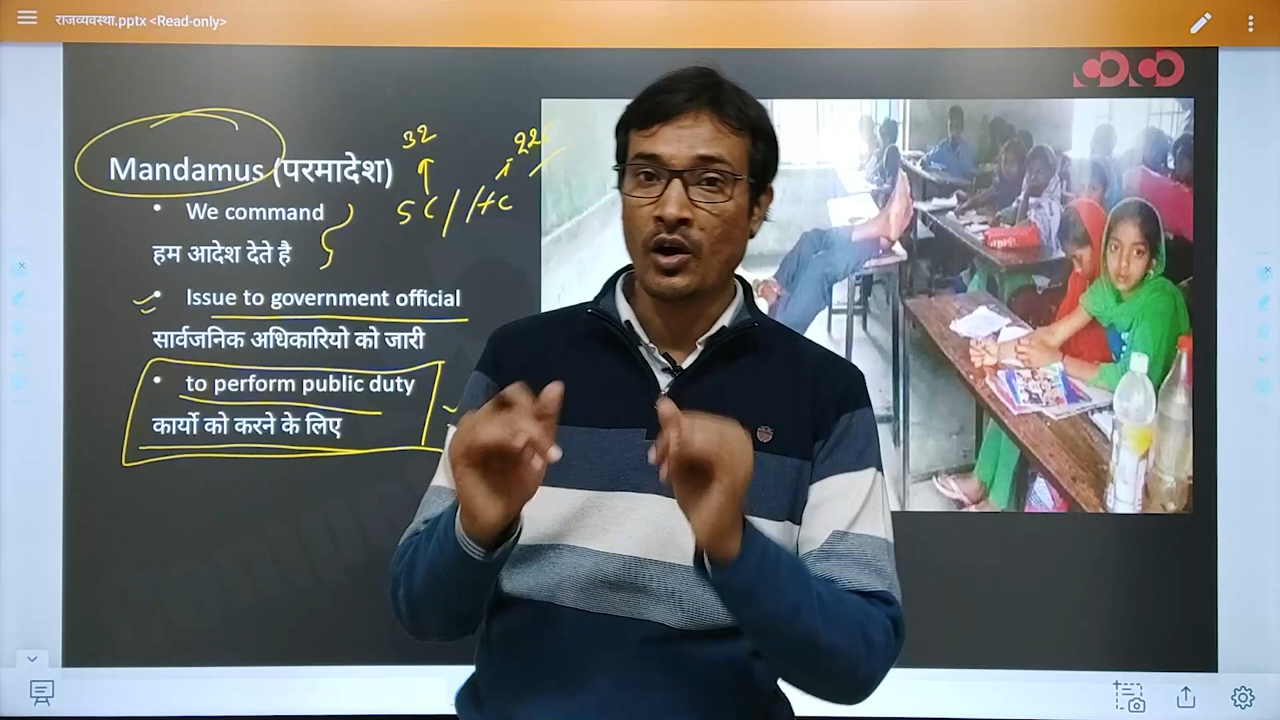 राजव्यवस्था.pptx <Read-only>
32
SC/HC
Mandamus (परमादेश)
• We command
हम आदेश देते है
• Issue to government official
सार्वजनिक अधिकारियो को जारी
• to perform public duty
कार्यो को करने के लिए